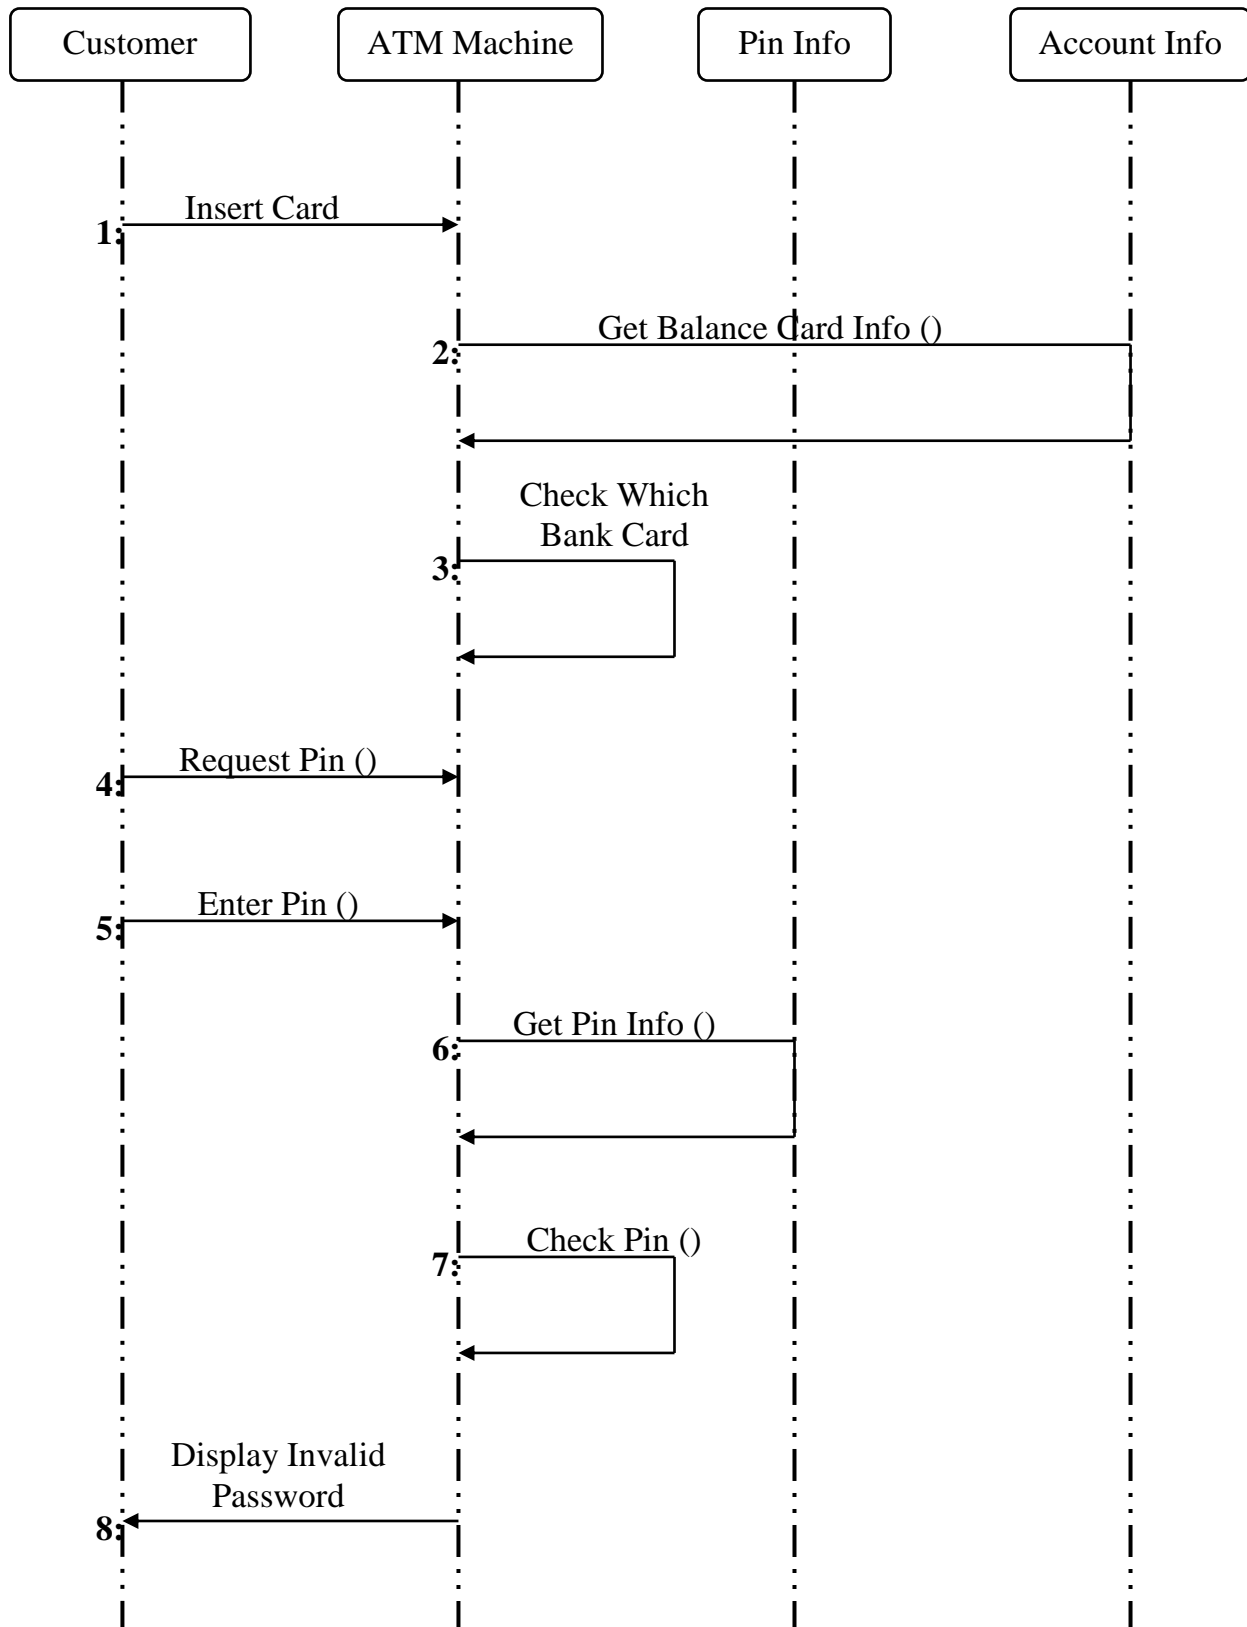 Customer
ATM Machine
Pin Info
Account Info
Insert Card
1:
Get Balance Card Info ()
2:
Check Which
Bank Card
3:
Request Pin ()
4:
Enter Pin ()
5:
Get Pin Info ()
6:
Check Pin ()
7:
Display Invalid
Password
8: